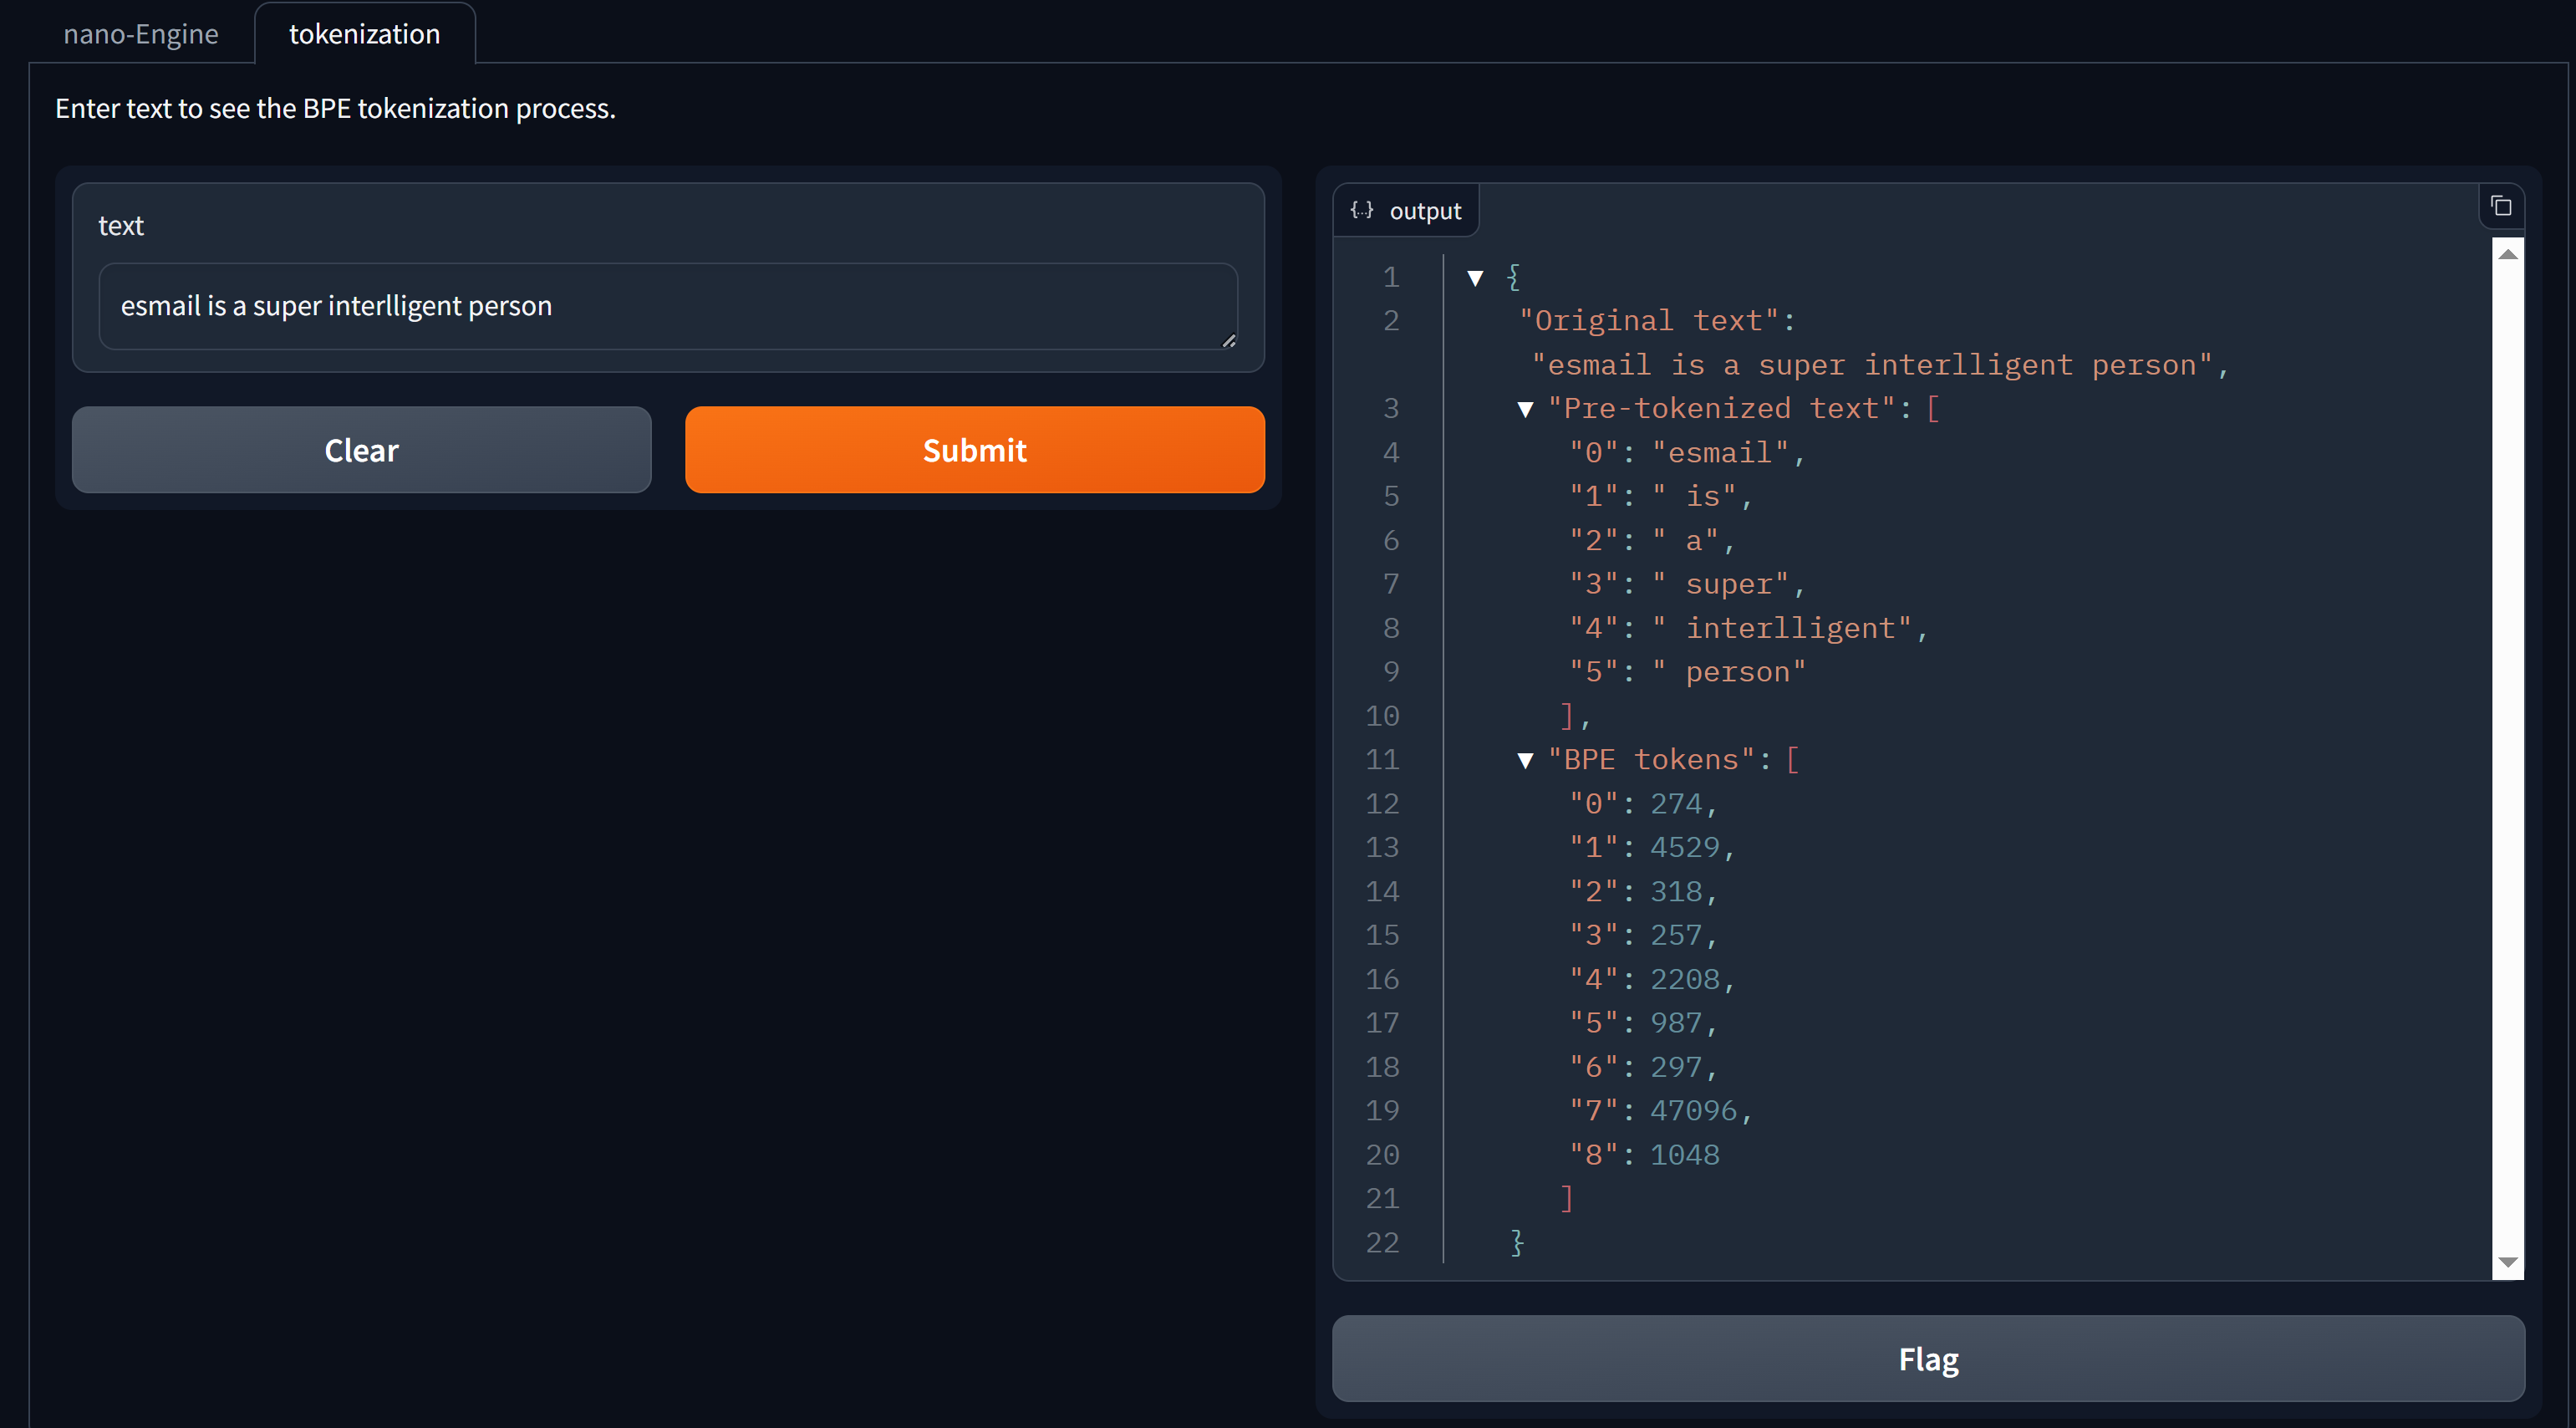 nano-Engine
tokenization
Enter text to see the BPE tokenization process.
text
esmail is a super interlligent person
Clear
Submit
{..} output
1 ▼ {
2 "Original text":
"esmail is a super interlligent person",
3 ▼ "Pre-tokenized text": [
4 "0": "esmail",
5 "1": " is",
6 "2": " a",
7 "3": " super",
8 "4": " interlligent",
9 "5": " person"
10 ],
11 ▼ "BPE tokens": [
12 "0": 274,
13 "1": 4529,
14 "2": 318,
15 "3": 257,
16 "4": 2208,
17 "5": 987,
18 "6": 297,
19 "7": 47096,
20 "8": 1048
21 ]
22 }
Flag